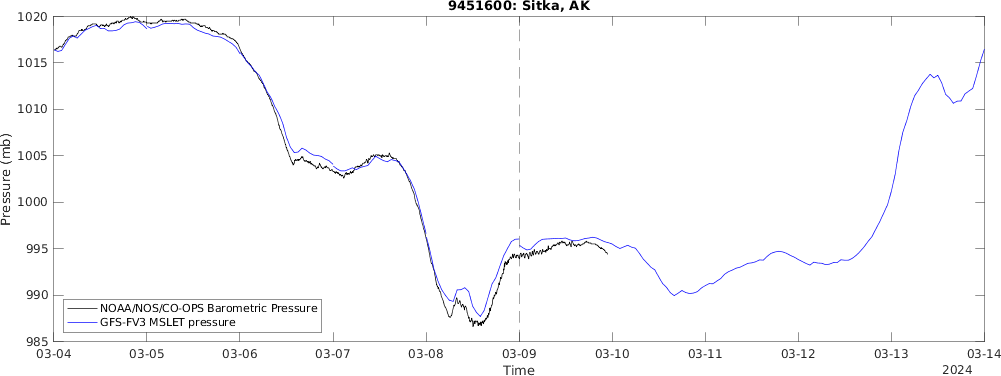 9451600: Sitka, AK
1020
1015
1010
1005
1000
995
990
985
Pressure (mb)
NOAA/NOS/CO-OPS Barometric Pressure
GFS-FV3 MSLET pressure
03-04 03-05 03-06 03-07 03-08 03-09 03-10 03-11 03-12 03-13 03-14
Time
2024